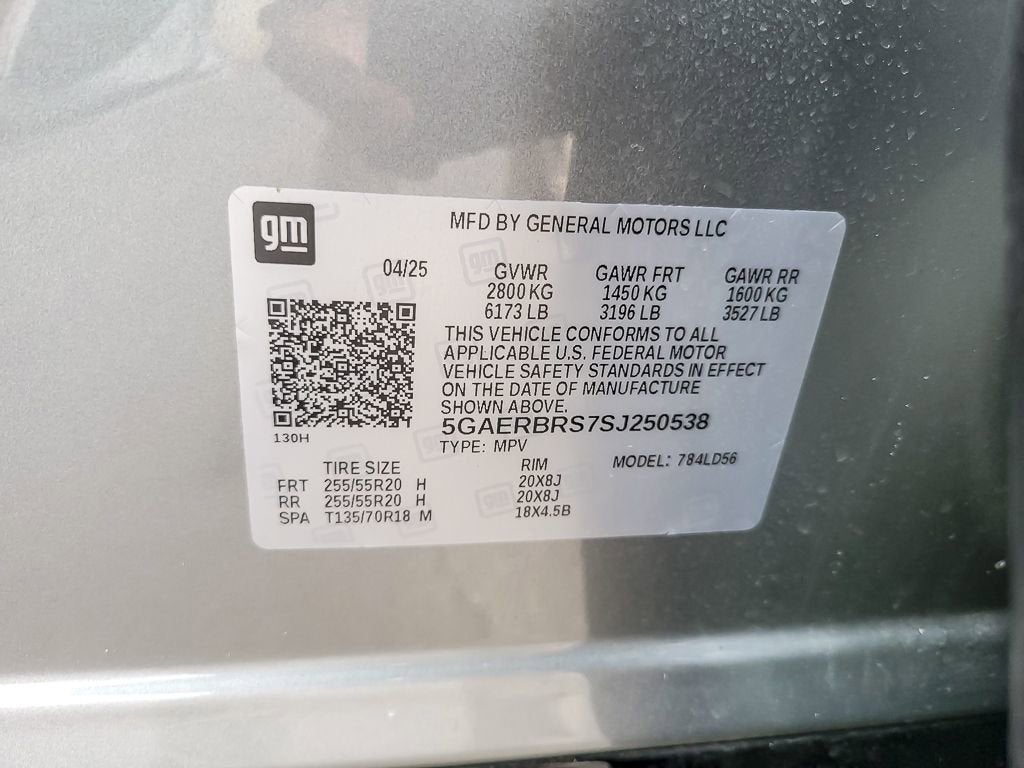 gm
MFD BY GENERAL MOTORS LLC
04/25 GVWR GAWR FRT GAWR RR
2800 KG 1450 KG 1600 KG
6173 LB 3196 LB 3527 LB
THIS VEHICLE CONFORMS TO ALL
APPLICABLE U.S. FEDERAL MOTOR
VEHICLE SAFETY STANDARDS IN EFFECT
ON THE DATE OF MANUFACTURE
SHOWN ABOVE.
5GAERBRS7SJ250538
130H
TYPE: MPV
MODEL: 784LD56
TIRE SIZE RIM
FRT 255/55R20 H 20X8J
RR 255/55R20 H 20X8J
SPA T135/70R18 M 18X4.5B